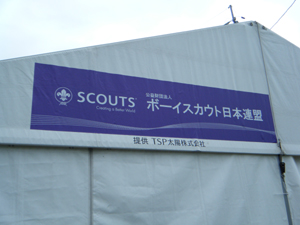 SCOUTS
Creating a Better World
公益財団法人
ボーイスカウト日本連盟
提供 TSP太陽株式会社